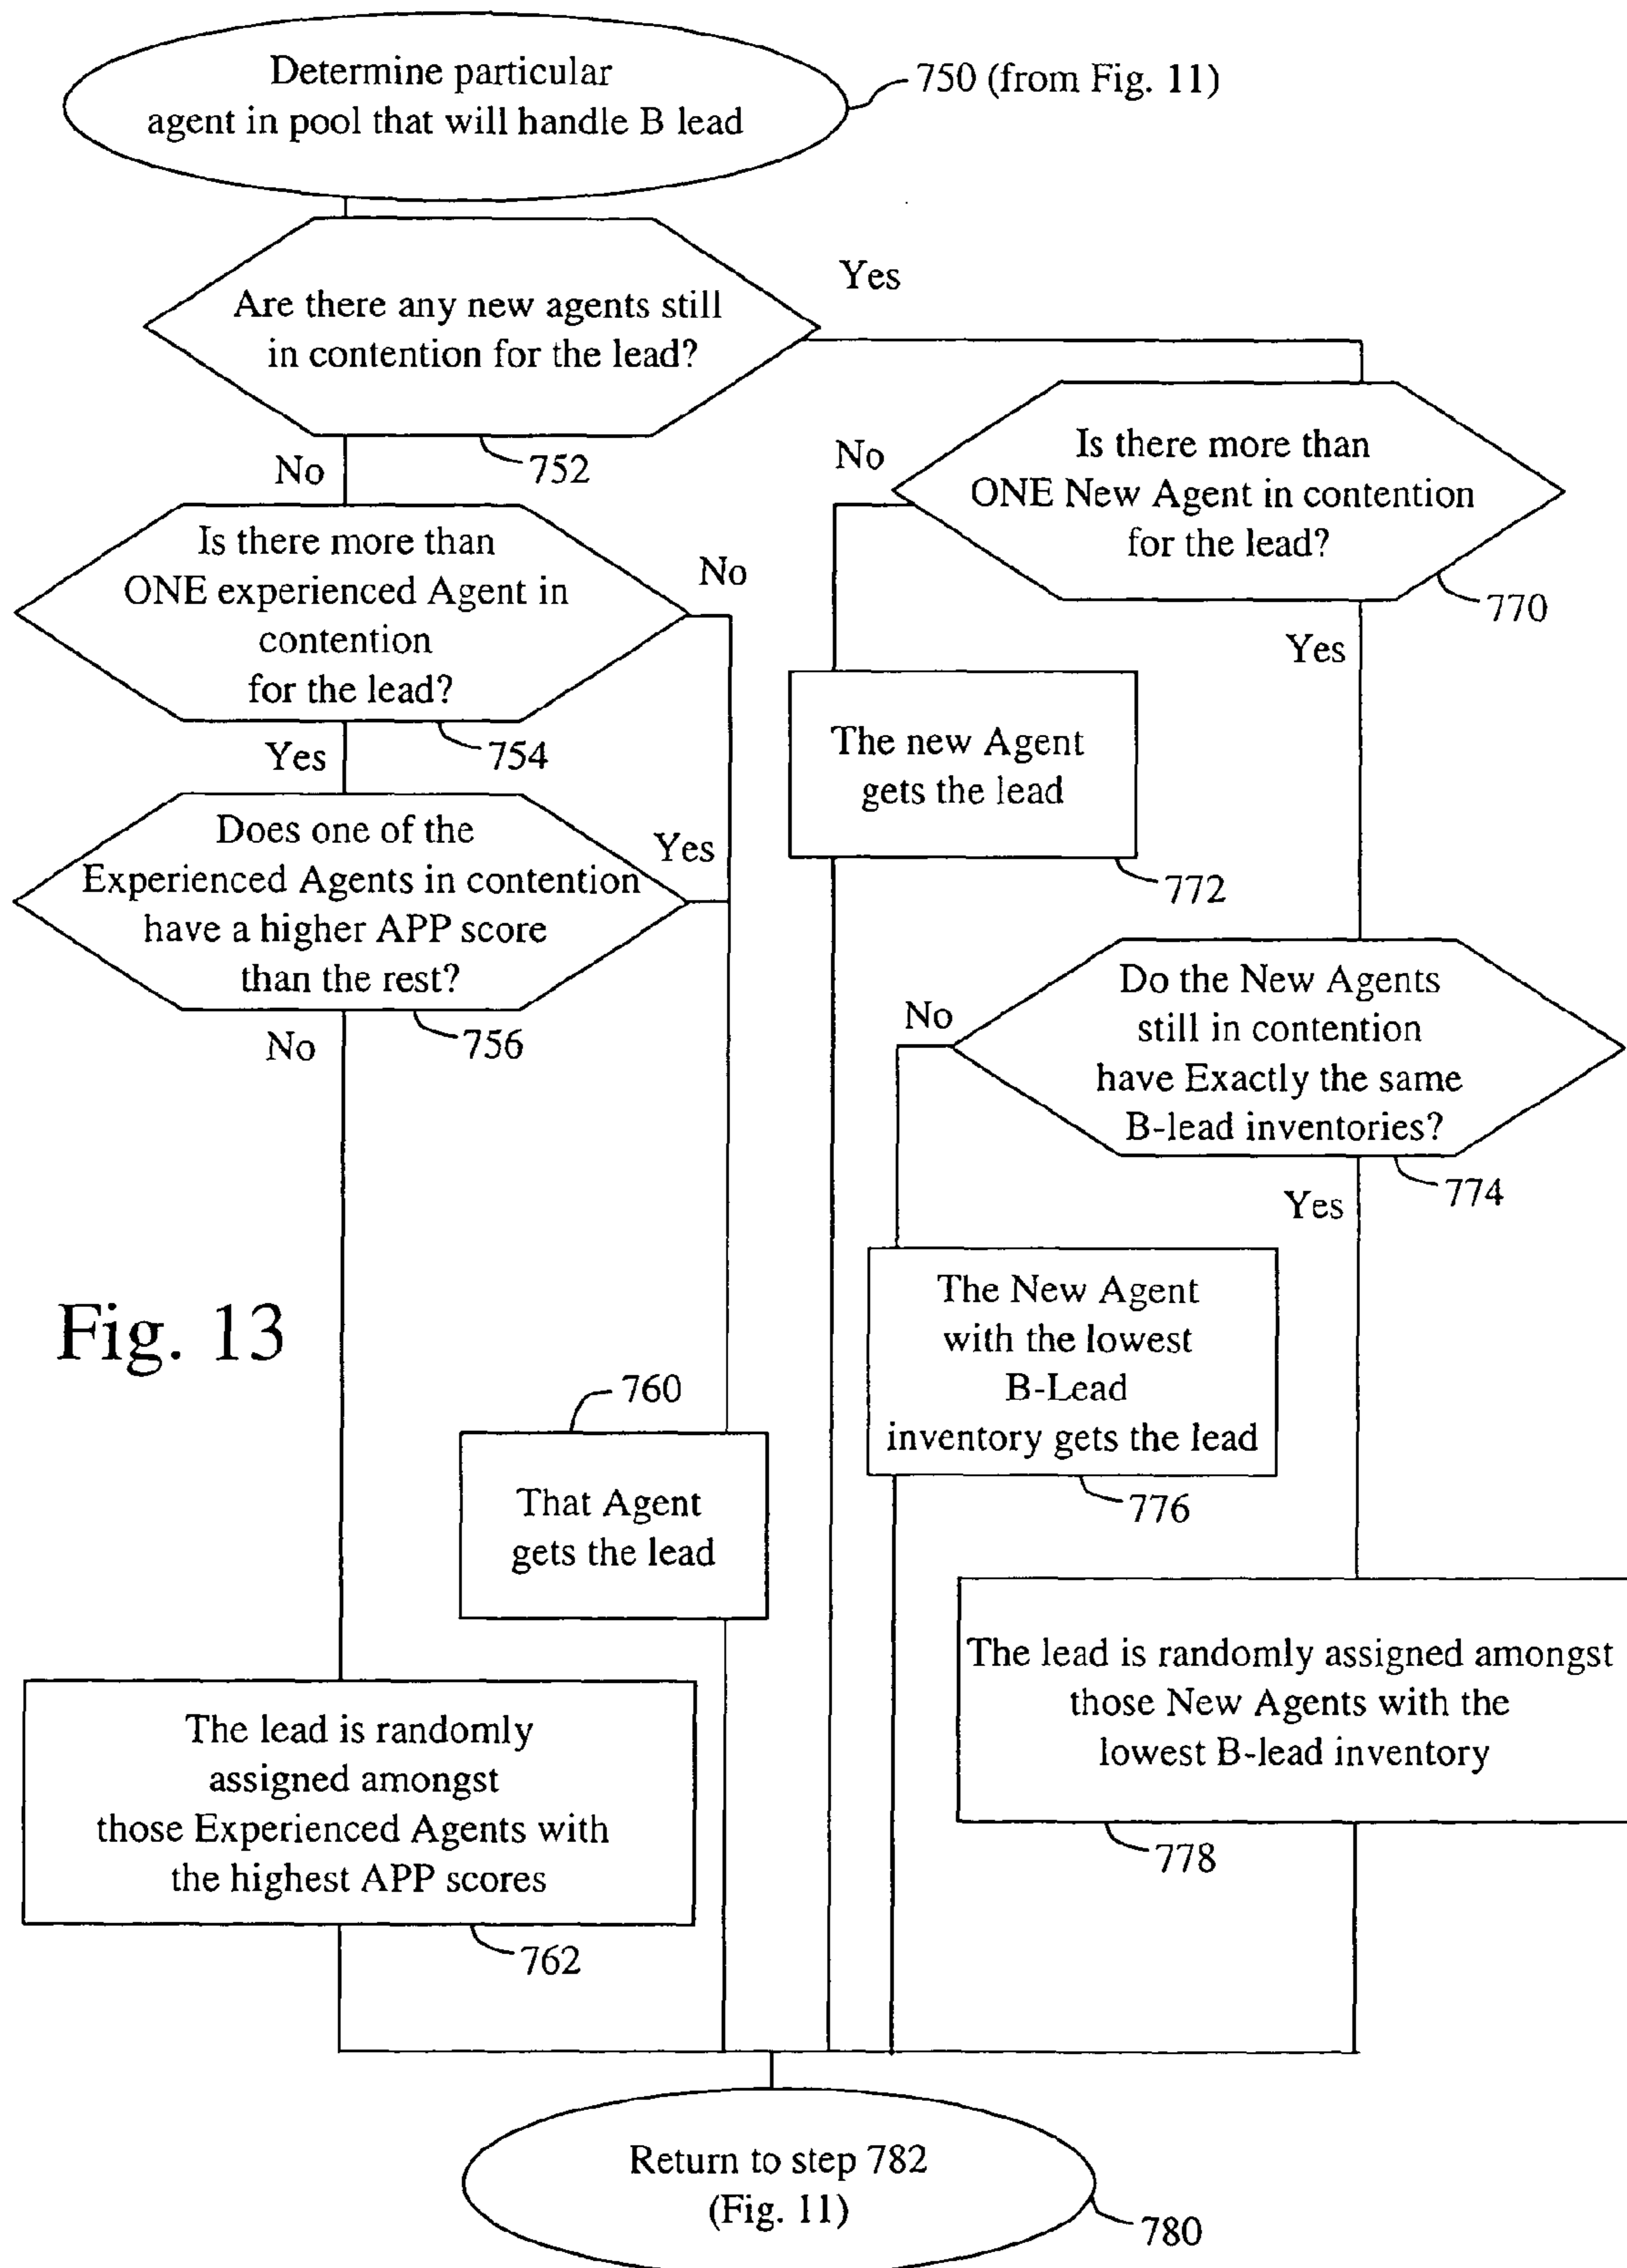 Determine particular
agent in pool that will handle B lead
750 (from Fig. 11)
Are there any new agents still
in contention for the lead?
Yes
752
No
Is there more than
ONE New Agent in contention
for the lead?
No
770
Yes
Is there more than
ONE experienced Agent in
contention
for the lead?
No
754
Yes
The new Agent
gets the lead
772
Does one of the
Experienced Agents in contention
have a higher APP score
than the rest?
Yes
756
No
Do the New Agents
still in contention
have Exactly the same
B-lead inventories?
No
774
Yes
The New Agent
with the lowest
B-Lead
inventory gets the lead
776
Fig. 13
760
That Agent
gets the lead
The lead is randomly assigned amongst
those New Agents with the
lowest B-lead inventory
778
The lead is randomly
assigned amongst
those Experienced Agents with
the highest APP scores
762
Return to step 782
(Fig. 11)
780